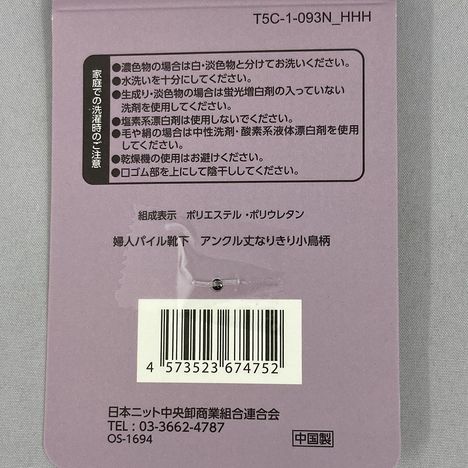 T5C-1-093N_HHH
家庭での洗濯時のご注意
●濃色物の場合は白・淡色物と分けてお洗いください。
●水洗いを十分にしてください。
●生成り・淡色物の場合は蛍光増白剤の入っていない
洗剤を使用してください。
●塩素系漂白剤は使用しないでください。
●毛や絹の場合は中性洗剤・酸素系液体漂白剤を使用
してください。
●乾燥機の使用はお避けください。
●口ゴム部を上にして陰干ししてください。
組成表示 ポリエステル・ポリウレタン
婦人パイル靴下 アンクル丈なりきり小鳥柄
4 573523 674752
日本ニット中央卸商業組合連合会
TEL : 03-3662-4787
OS-1694
中国製